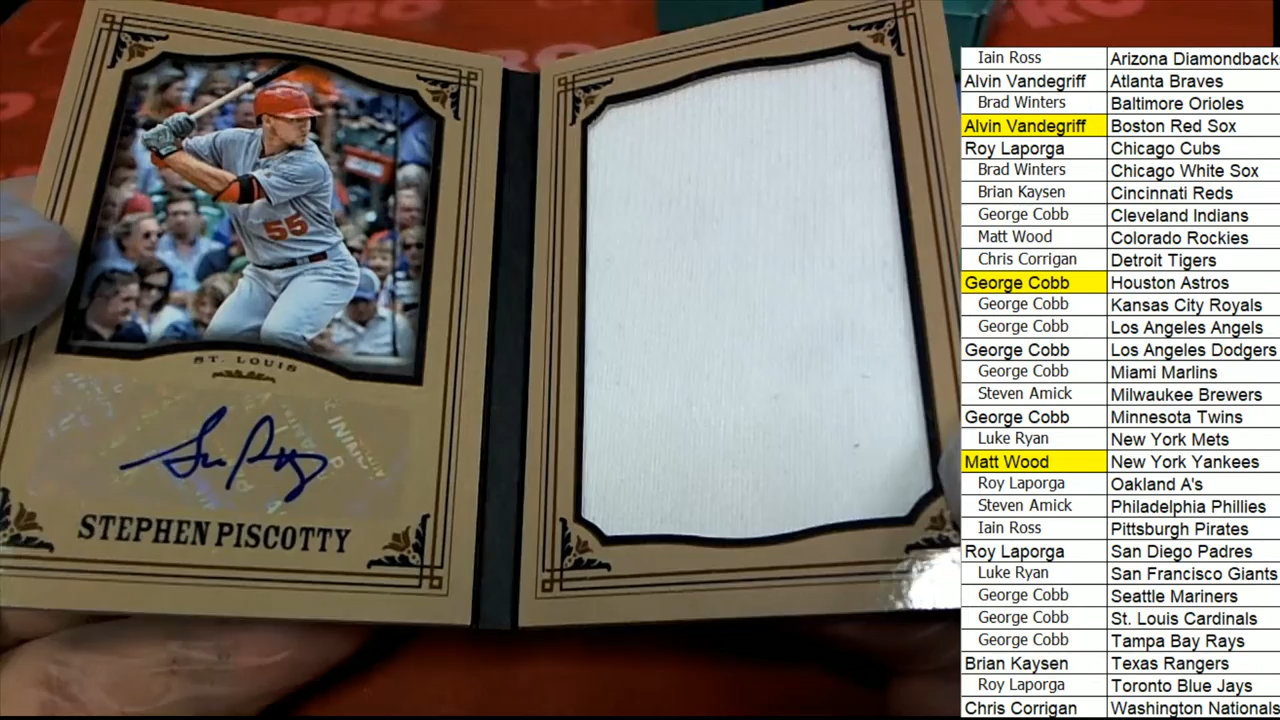 PRO
PRO
55
ST. LOUIS
STEPHEN PISCOTTY
Iain Ross Arizona Diamondback
Alvin Vandegriff Atlanta Braves
Brad Winters Baltimore Orioles
Alvin Vandegriff Boston Red Sox
Roy Laporga Chicago Cubs
Brad Winters Chicago White Sox
Brian Kaysen Cincinnati Reds
George Cobb Cleveland Indians
Matt Wood Colorado Rockies
Chris Corrigan Detroit Tigers
George Cobb Houston Astros
George Cobb Kansas City Royals
George Cobb Los Angeles Angels
George Cobb Los Angeles Dodgers
George Cobb Miami Marlins
Steven Amick Milwaukee Brewers
George Cobb Minnesota Twins
Luke Ryan New York Mets
Matt Wood New York Yankees
Roy Laporga Oakland A's
Steven Amick Philadelphia Phillies
Iain Ross Pittsburgh Pirates
Roy Laporga San Diego Padres
Luke Ryan San Francisco Giants
George Cobb Seattle Mariners
George Cobb St. Louis Cardinals
George Cobb Tampa Bay Rays
Brian Kaysen Texas Rangers
Roy Laporga Toronto Blue Jays
Chris Corrigan Washington Nationals